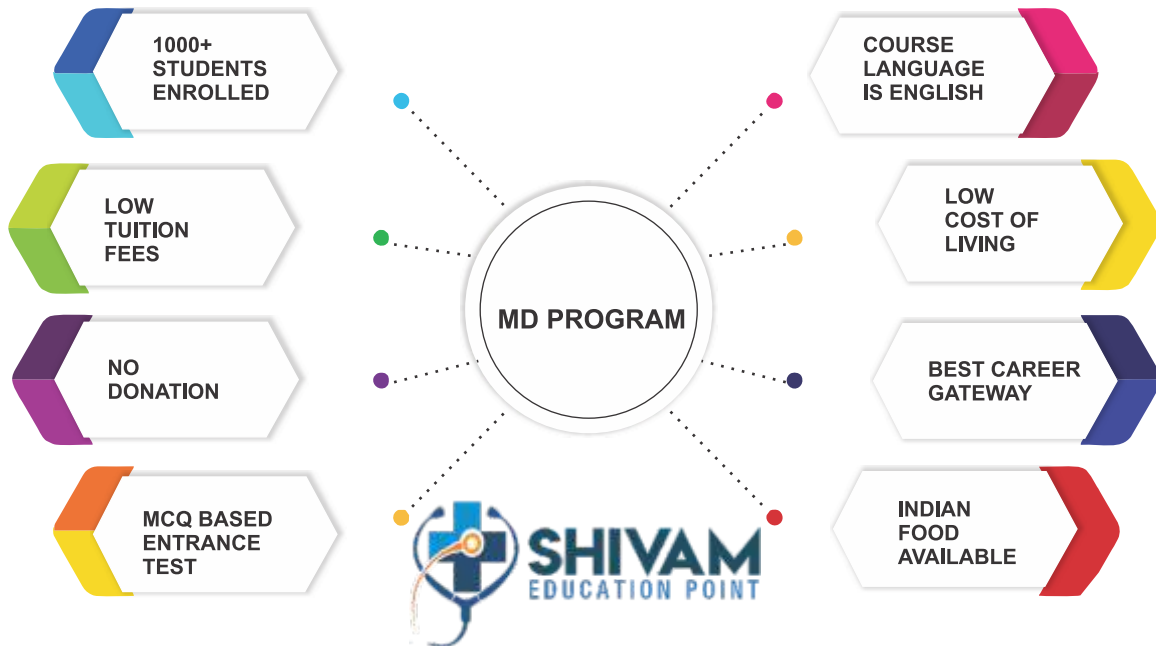 1000+
STUDENTS
ENROLLED
COURSE
LANGUAGE
IS ENGLISH
LOW
TUITION
FEES
LOW
COST OF
LIVING
MD PROGRAM
NO
DONATION
BEST CAREER
GATEWAY
MCQ BASED
ENTRANCE
TEST
INDIAN
FOOD
AVAILABLE
SHIVAM
EDUCATION POINT